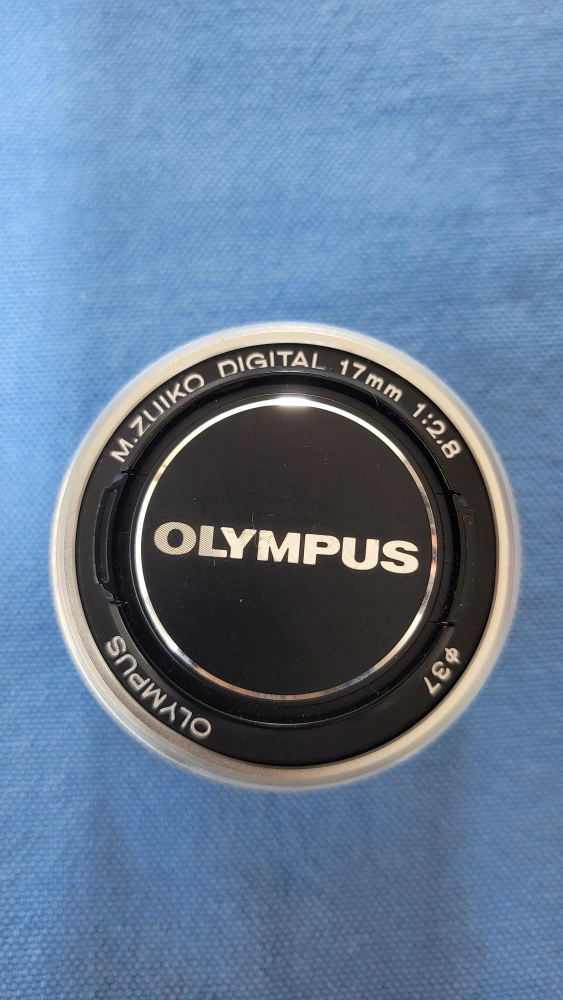 M.ZUIKO DIGITAL 17mm 1:2.8
OLYMPUS
φ37
OLYMPUS